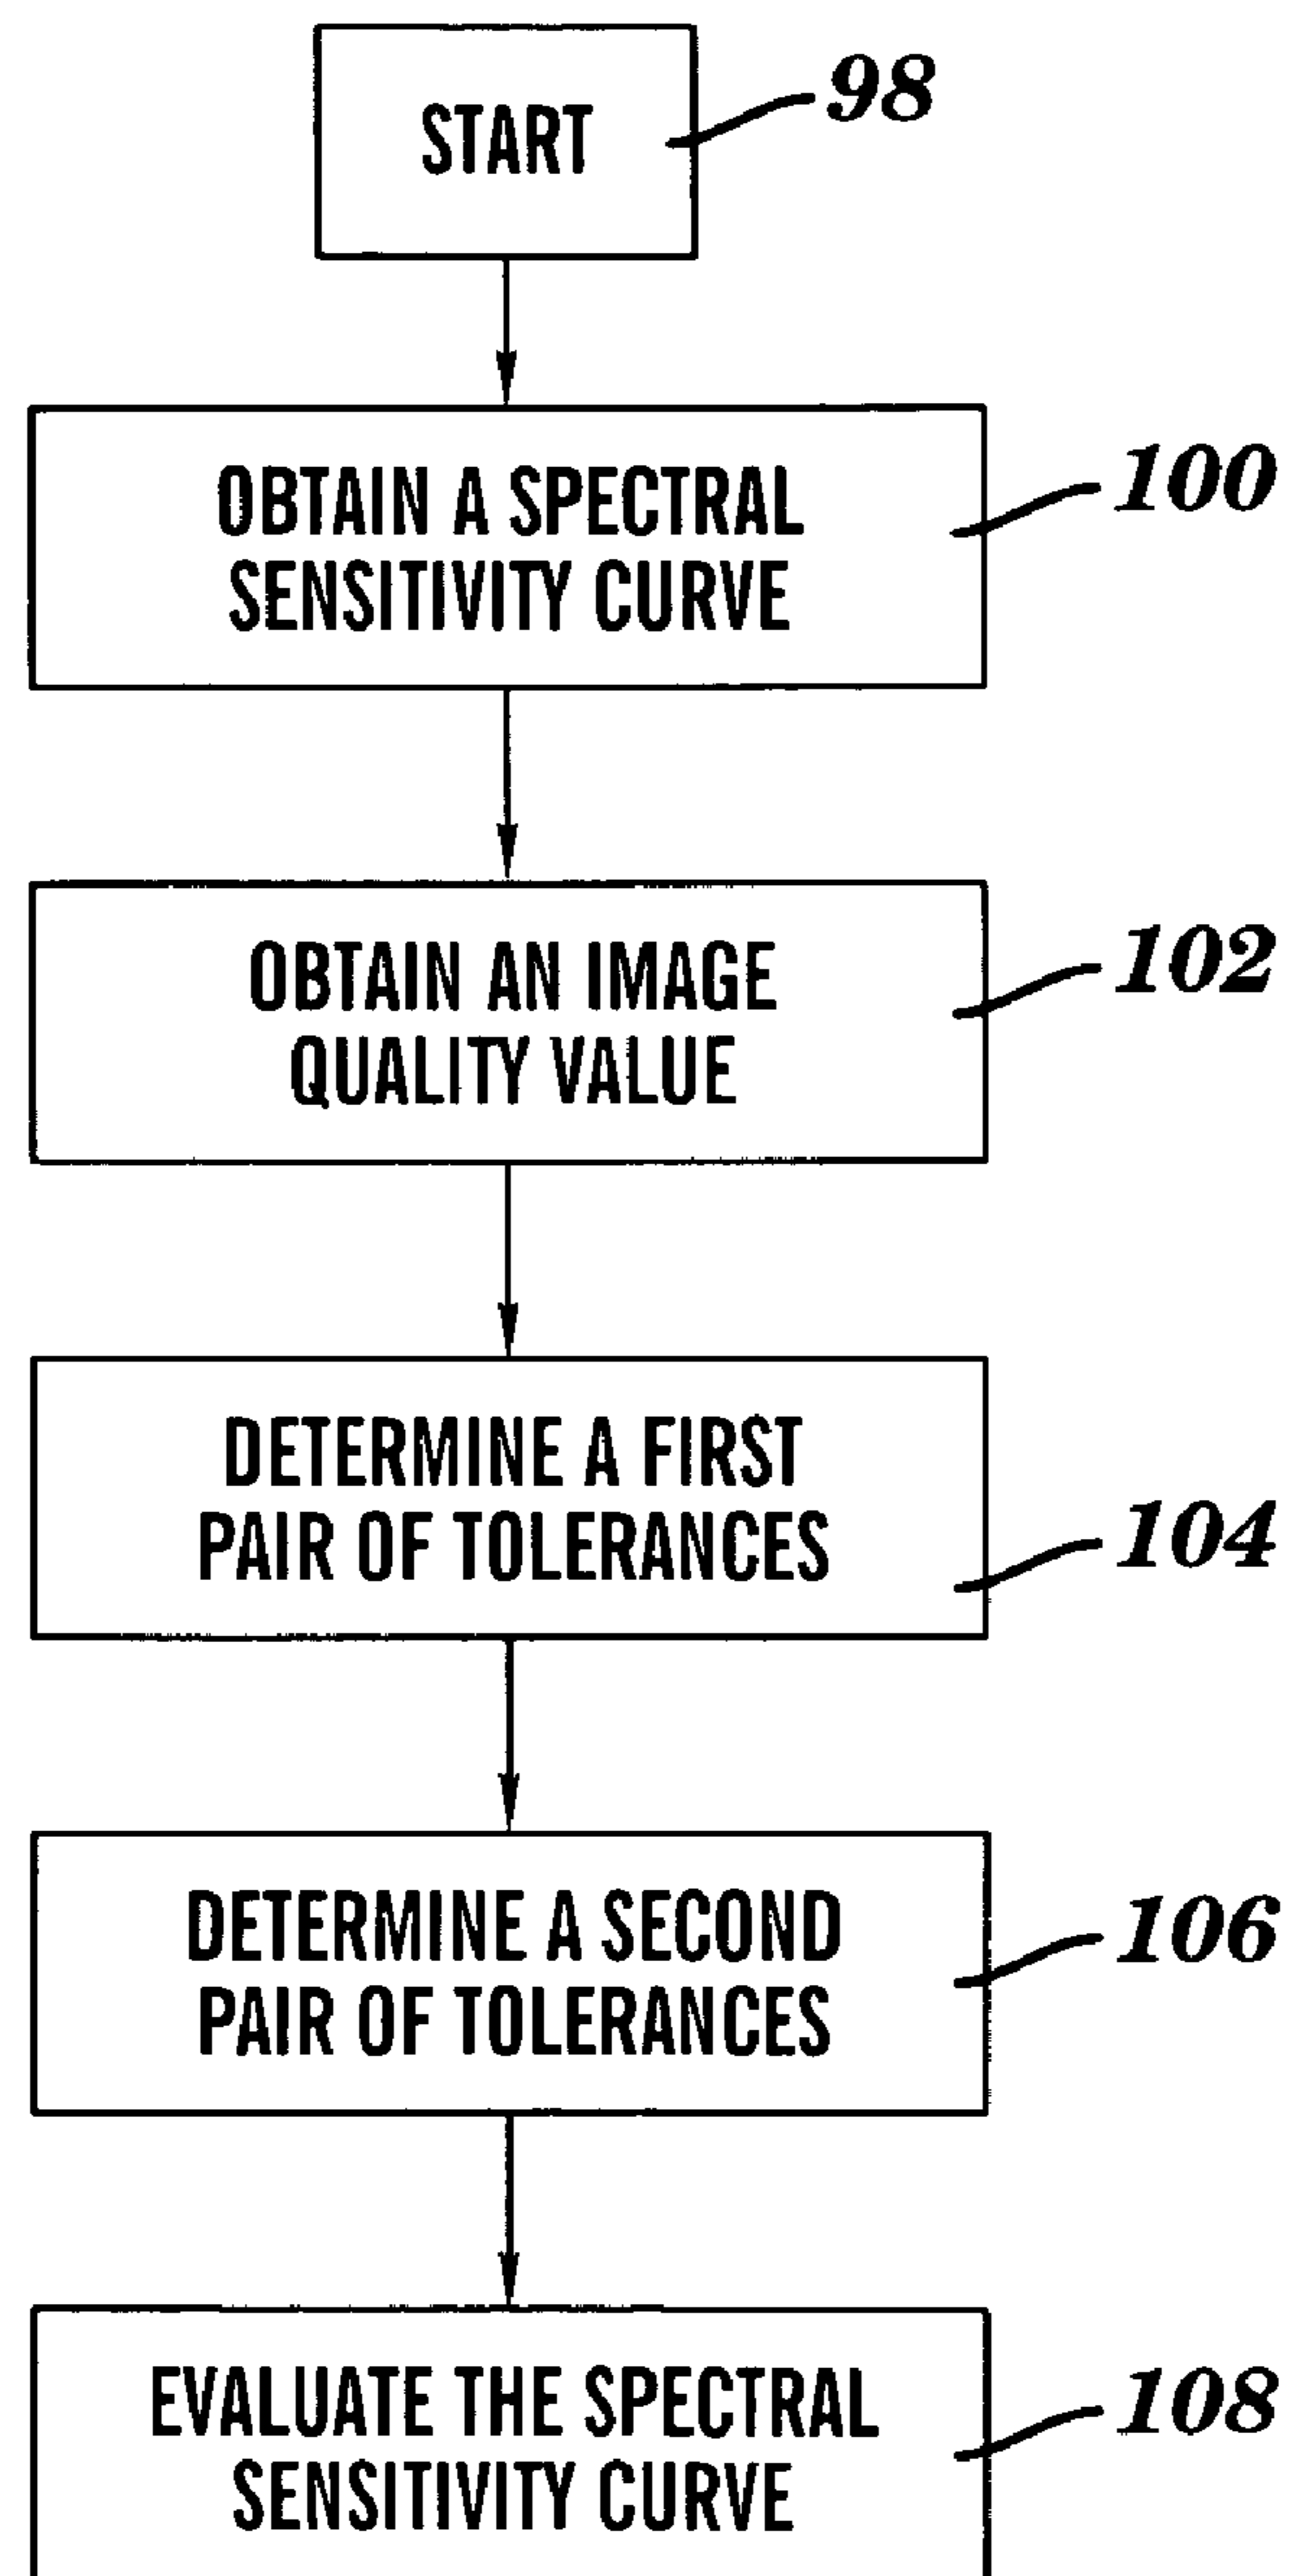 START
98
OBTAIN A SPECTRAL
SENSITIVITY CURVE
100
OBTAIN AN IMAGE
QUALITY VALUE
102
DETERMINE A FIRST
PAIR OF TOLERANCES
104
DETERMINE A SECOND
PAIR OF TOLERANCES
106
EVALUATE THE SPECTRAL
SENSITIVITY CURVE
108